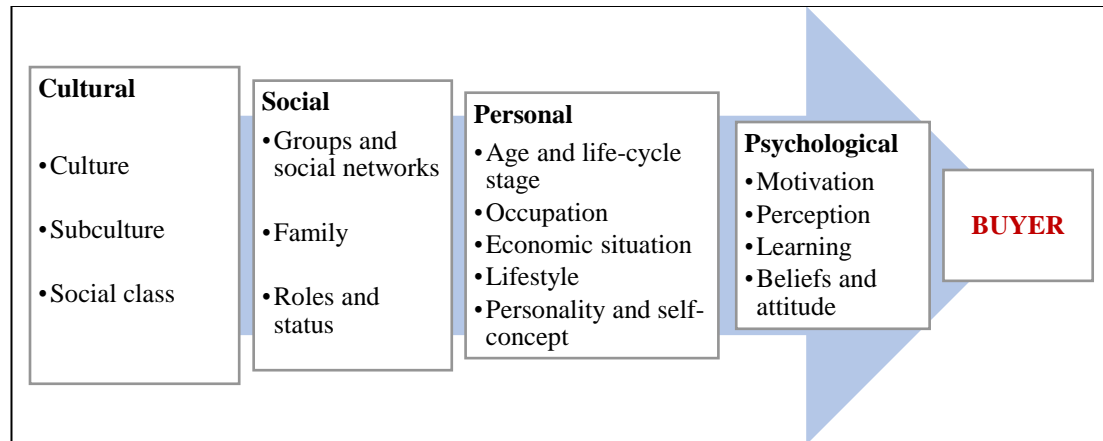 Cultural
•Culture
•Subculture
•Social class
Social
•Groups and
social networks
•Family
•Roles and
status
Personal
•Age and life-cycle
stage
•Occupation
•Economic situation
•Lifestyle
•Personality and self-
concept
Psychological
•Motivation
•Perception
•Learning
•Beliefs and
attitude
BUYER